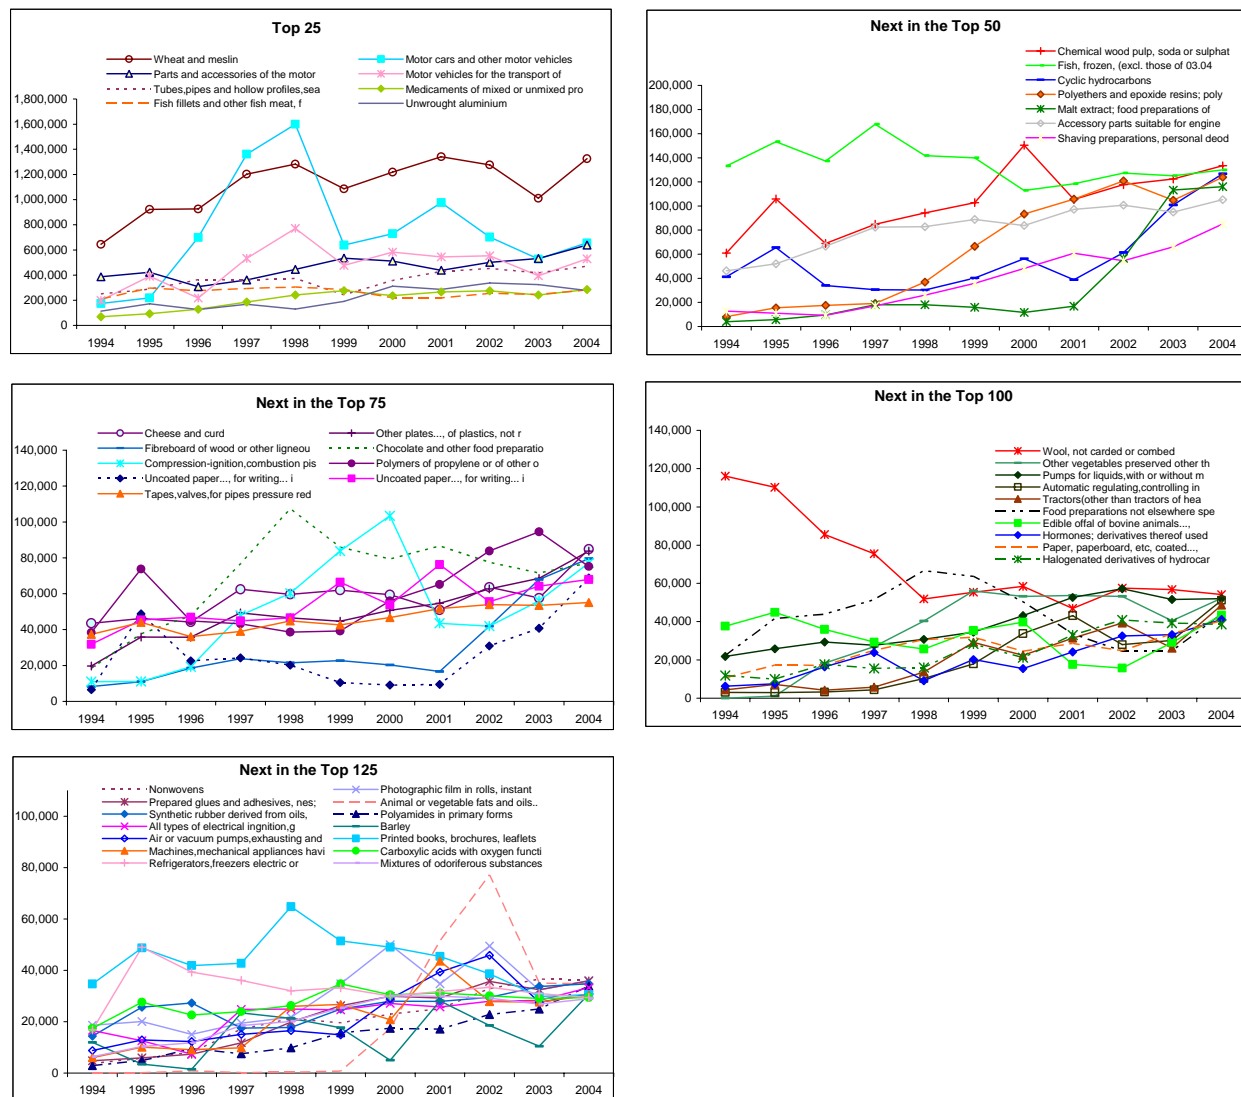 Top 25
Wheat and meslin
Motor cars and other motor vehicles
Parts and accessories of the motor
Motor vehicles for the transport of
Tubes,pipes and hollow profiles,sea
Medicaments of mixed or unmixed pro
Fish fillets and other fish meat, f
Unwrought aluminium
1,800,000
1,600,000
1,400,000
1,200,000
1,000,000
800,000
600,000
400,000
200,000
0
1994 1995 1996 1997 1998 1999 2000 2001 2002 2003 2004
Next in the Top 50
Chemical wood pulp, soda or sulphat
Fish, frozen, (excl. those of 03.04
Cyclic hydrocarbons
Polyethers and epoxide resins; poly
Malt extract; food preparations of
Accessory parts suitable for engine
Shaving preparations, personal deod
200,000
180,000
160,000
140,000
120,000
100,000
80,000
60,000
40,000
20,000
0
1994 1995 1996 1997 1998 1999 2000 2001 2002 2003 2004
Next in the Top 75
Cheese and curd
Other plates..., of plastics, not r
Fibreboard of wood or other ligneou
Chocolate and other food preparatio
Compression-ignition,combustion pis
Polymers of propylene or of other o
Uncoated paper..., for writing... i
Uncoated paper..., for writing... i
Tapes,valves,for pipes pressure red
140,000
120,000
100,000
80,000
60,000
40,000
20,000
0
1994 1995 1996 1997 1998 1999 2000 2001 2002 2003 2004
Next in the Top 100
Wool, not carded or combed
Other vegetables preserved other th
Pumps for liquids,with or without m
Automatic regulating,controlling in
Tractors(other than tractors of hea
Food preparations not elsewhere spe
Edible offal of bovine animals...,
Hormones; derivatives thereof used
Paper, paperboard, etc, coated...,
Halogenated derivatives of hydrocar
140,000
120,000
100,000
80,000
60,000
40,000
20,000
0
1994 1995 1996 1997 1998 1999 2000 2001 2002 2003 2004
Next in the Top 125
Nonwovens
Photographic film in rolls, instant
Prepared glues and adhesives, nes;
Animal or vegetable fats and oils..
Synthetic rubber derived from oils,
Polyamides in primary forms
All types of electrical ingnition,g
Barley
Air or vacuum pumps,exhausting and
Printed books, brochures, leaflets
Machines,mechanical appliances havi
Carboxylic acids with oxygen functi
Refrigerators,freezers electric or
Mixtures of odoriferous substances
100,000
80,000
60,000
40,000
20,000
0
1994 1995 1996 1997 1998 1999 2000 2001 2002 2003 2004